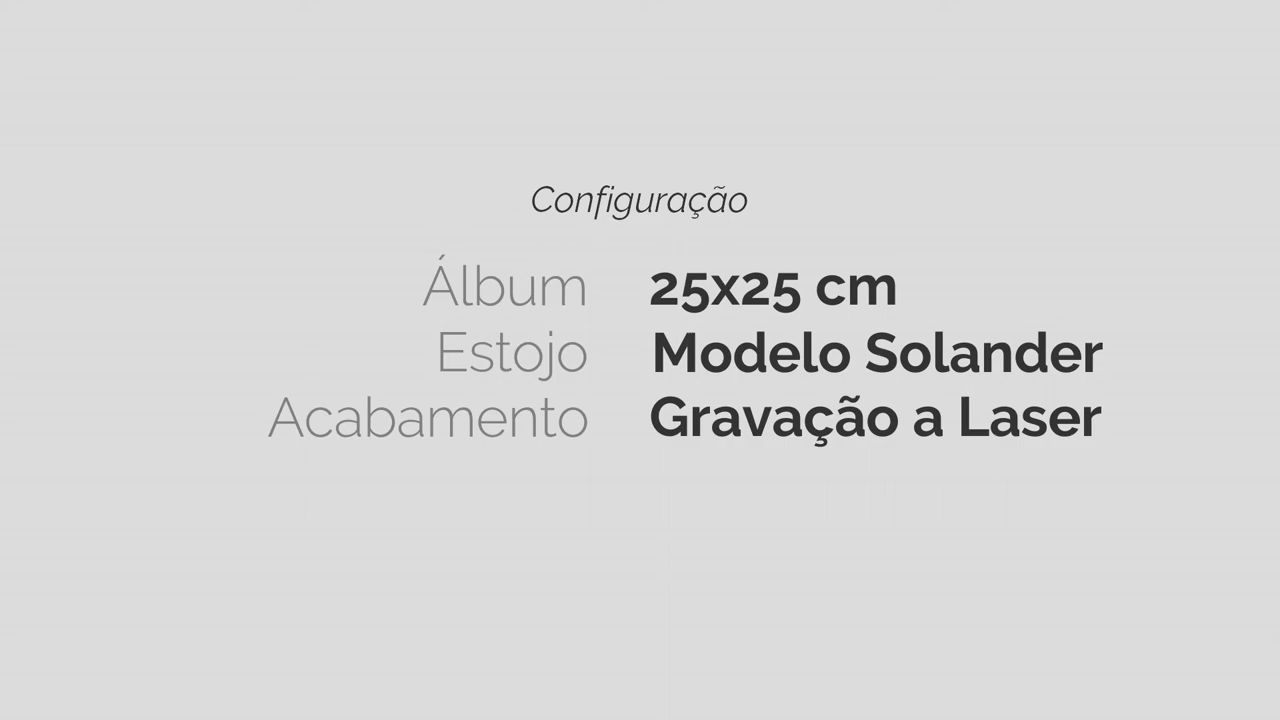 Configuração
Álbum 25x25 cm
Estojo Modelo Solander
Acabamento Gravação a Laser